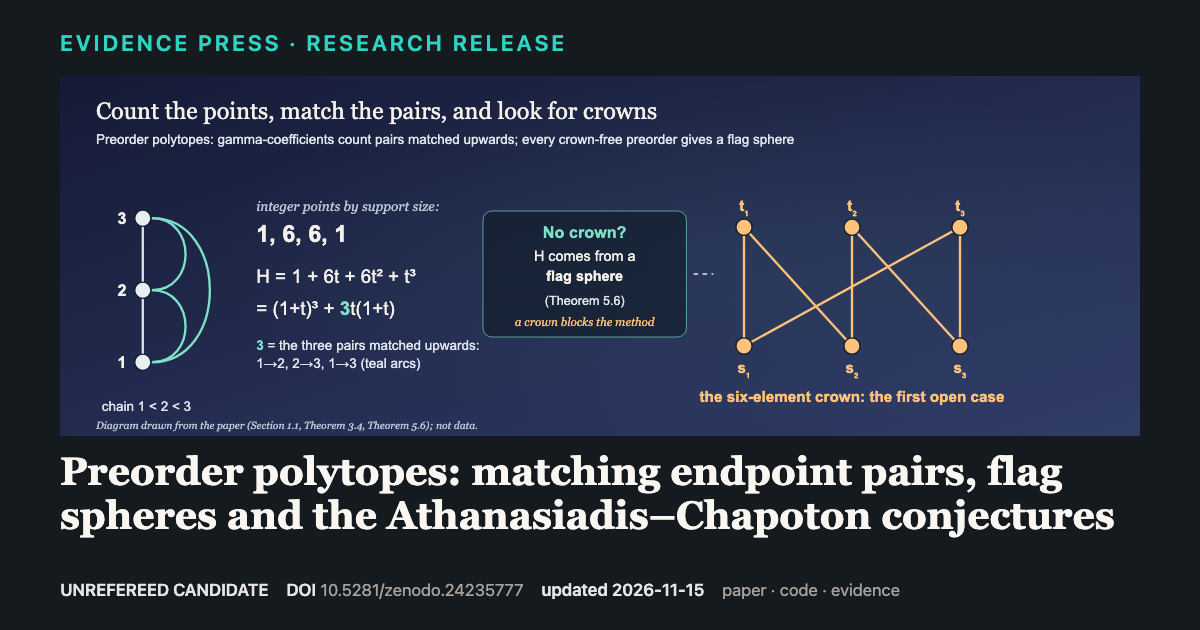 EVIDENCE PRESS · RESEARCH RELEASE
Count the points, match the pairs, and look for crowns
Preorder polytopes: gamma-coefficients count pairs matched upwards; every crown-free preorder gives a flag sphere
3
2
1
chain 1 < 2 < 3
integer points by support size:
1, 6, 6, 1
H = 1 + 6t + 6t² + t³
= (1+t)³ + 3t(1+t)
3 = the three pairs matched upwards:
1→2, 2→3, 1→3 (teal arcs)
No crown?
H comes from a
flag sphere
(Theorem 5.6)
a crown blocks the method
t₁ t₂ t₃
s₁ s₂ s₃
the six-element crown: the first open case
Diagram drawn from the paper (Section 1.1, Theorem 3.4, Theorem 5.6); not data.
Preorder polytopes: matching endpoint pairs, flag
spheres and the Athanasiadis–Chapoton conjectures
UNREFEREED CANDIDATE DOI 10.5281/zenodo.24235777 updated 2026-11-15 paper · code · evidence